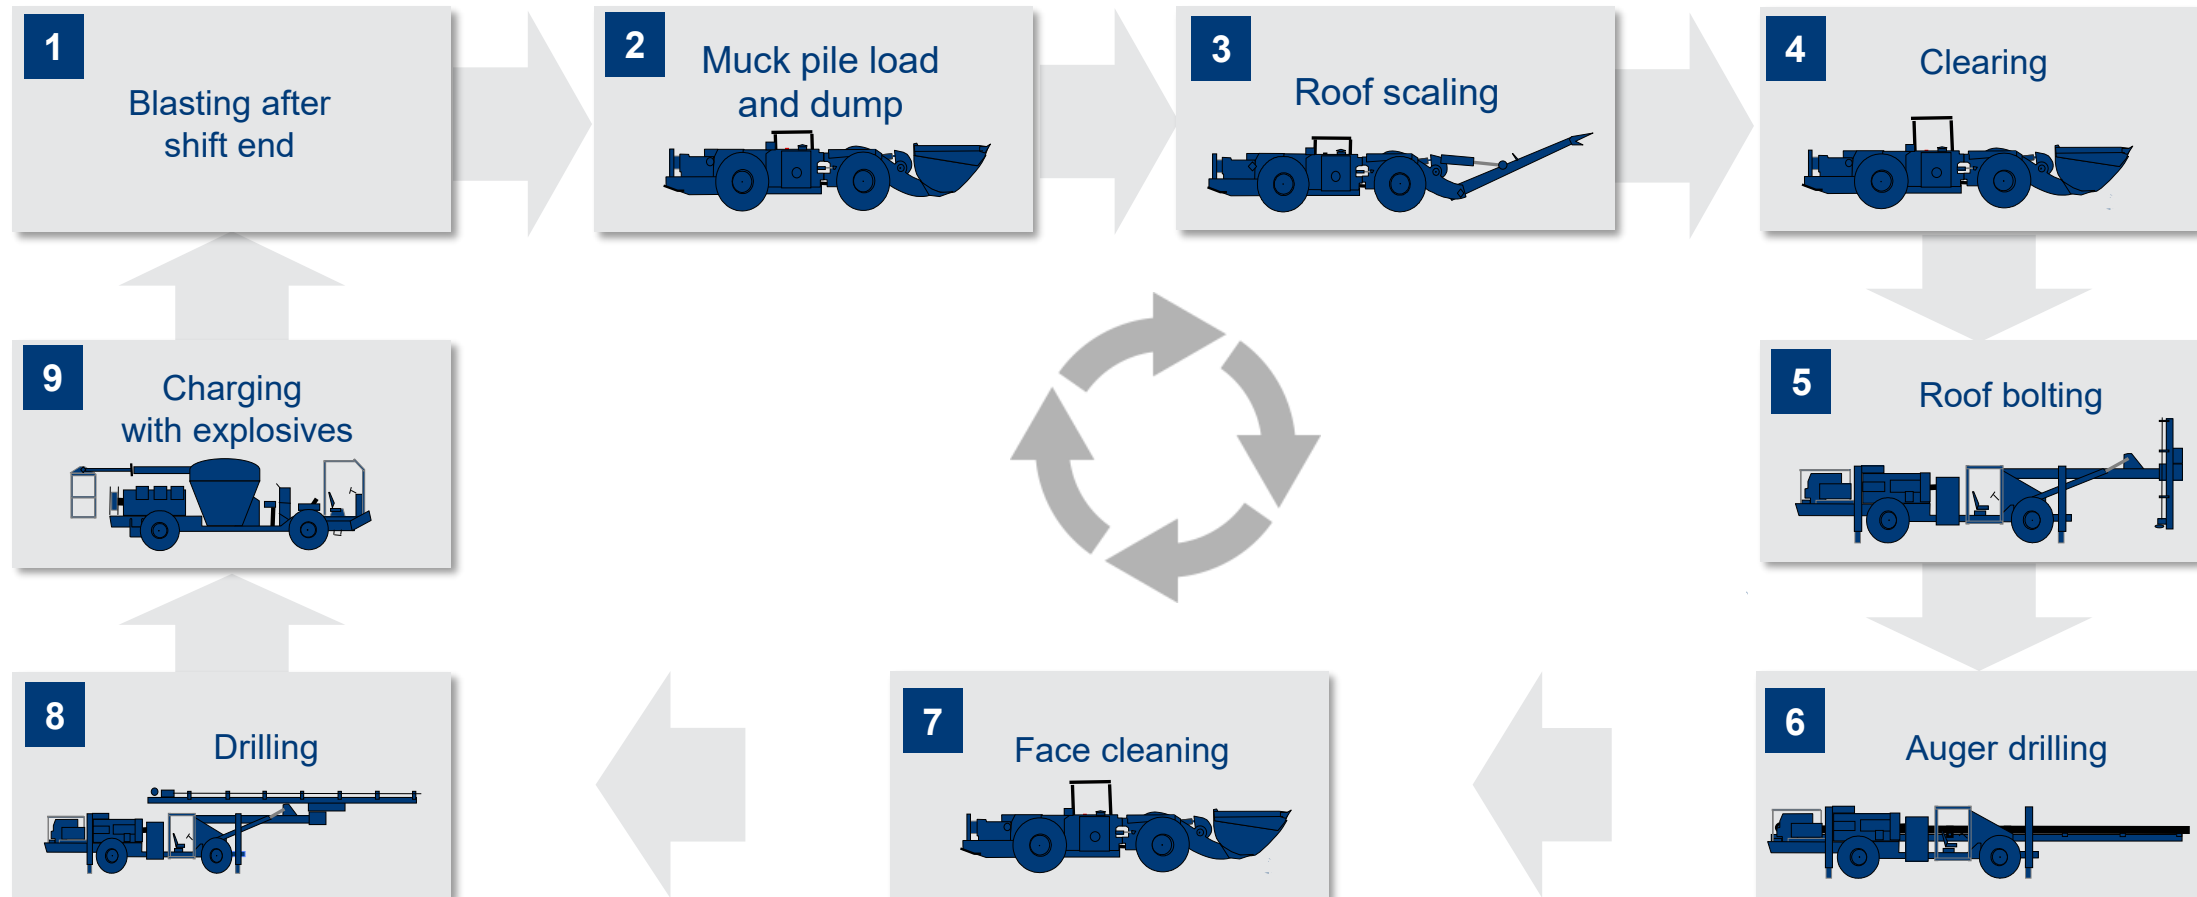 1
Blasting after
shift end
2
Muck pile load
and dump
3
Roof scaling
4
Clearing
5
Roof bolting
6
Auger drilling
7
Face cleaning
8
Drilling
9
Charging
with explosives